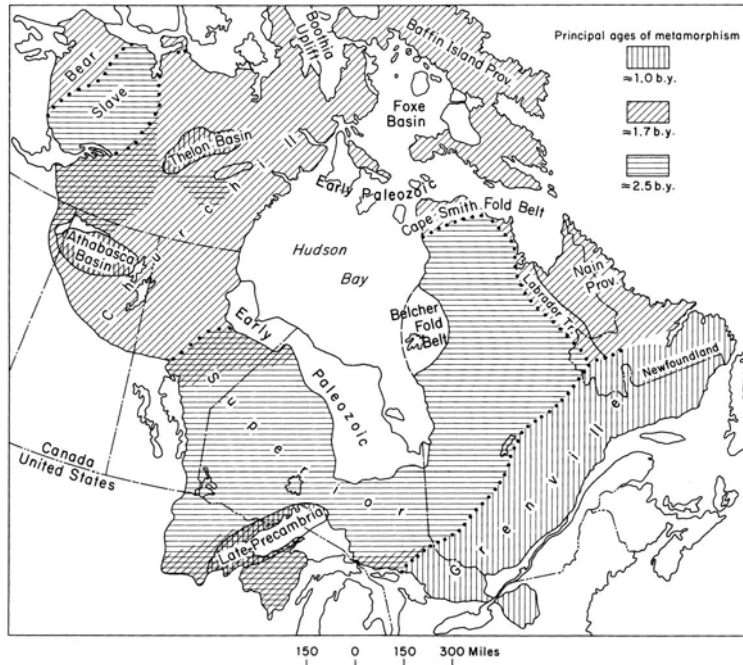 Principal ages of metamorphism
≈1.0 b.y.
≈1.7 b.y.
≈2.5 b.y.
Bear
Slave
Boothia
Uplift
Baffin Island Prov.
Foxe
Basin
Thelon Basin
Churchill
Early Paleozoic
Cape Smith Fold Belt
Hudson
Bay
Athabasca
Basin
Nain
Prov.
Labrador Tr.
Belcher
Fold
Belt
Early
Paleozoic
Newfoundland
Superior
Grenville
Canada
United States
Late Precambria
150 0 150 300 Miles